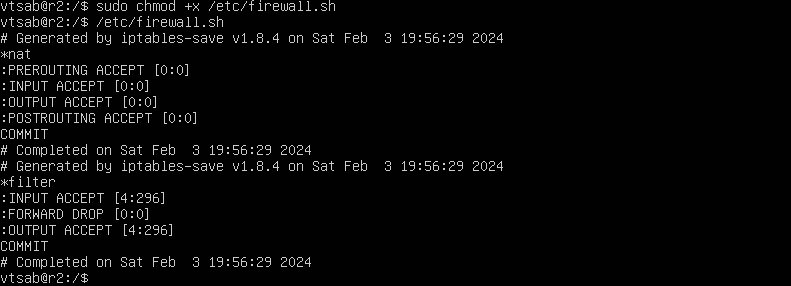 vtsab@r2:/$ sudo chmod +x /etc/firewall.sh
vtsab@r2:/$ /etc/firewall.sh
# Generated by iptables-save v1.8.4 on Sat Feb  3 19:56:29 2024
*nat
:PREROUTING ACCEPT [0:0]
:INPUT ACCEPT [0:0]
:OUTPUT ACCEPT [0:0]
:POSTROUTING ACCEPT [0:0]
COMMIT
# Completed on Sat Feb  3 19:56:29 2024
# Generated by iptables-save v1.8.4 on Sat Feb  3 19:56:29 2024
*filter
:INPUT ACCEPT [4:296]
:FORWARD DROP [0:0]
:OUTPUT ACCEPT [4:296]
COMMIT
# Completed on Sat Feb  3 19:56:29 2024
vtsab@r2:/$